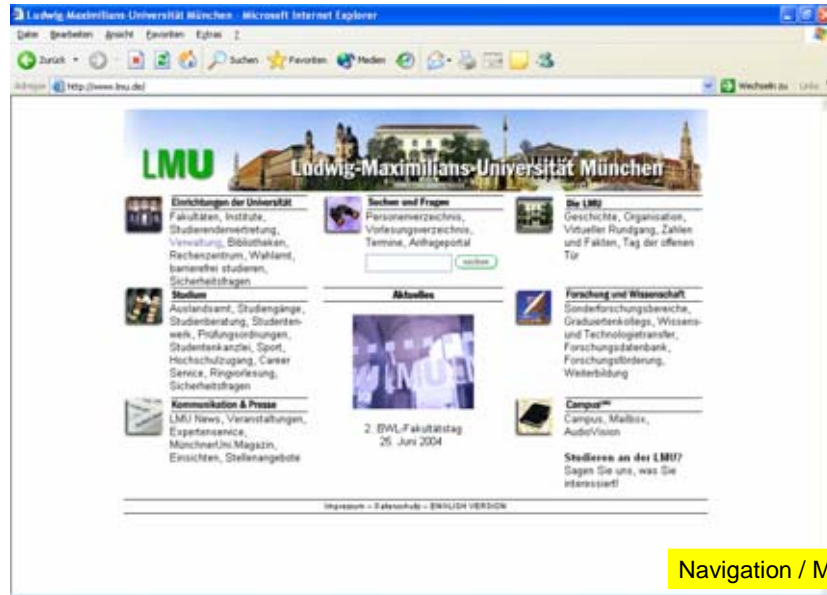 Ludwig-Maximilians-Universität München - Microsoft Internet Explorer
Datei Bearbeiten Ansicht Favoriten Extras ?
Zurück Suchen Favoriten Medien
Adresse http://www.lmu.de/ Wechseln zu Links
LMU Ludwig-Maximilians-Universität München
Einrichtungen der Universität
Fakultäten, Institute,
Studierendenvertretung,
Verwaltung, Bibliotheken,
Rechenzentrum, Wahlamt,
barrierefrei studieren,
Sicherheitsfragen
Suchen und Fragen
Personenverzeichnis,
Vorlesungsverzeichnis,
Termine, Anfrageportal
suchen
Die LMU
Geschichte, Organisation,
Virtueller Rundgang, Zahlen
und Fakten, Tag der offenen
Tür
Studium
Auslandsamt, Studiengänge,
Studienberatung, Studenten-
werk, Prüfungsordnungen,
Studentenkanzlei, Sport,
Hochschulzugang, Career
Service, Ringvorlesung,
Sicherheitsfragen
Aktuelles
LMU
2. BWL-Fakultätstag
26. Juni 2004
Forschung und Wissenschaft
Sonderforschungsbereiche,
Graduiertenkollegs, Wissens-
und Technologietransfer,
Forschungsdatenbank,
Forschungsförderung,
Weiterbildung
Kommunikation & Presse
LMU News, Veranstaltungen,
Expertenservice,
MünchnerUni Magazin,
Einsichten, Stellenangebote
Campus
Campus, Mailbox,
AudioVision
Studieren an der LMU?
Sagen Sie uns, was Sie
interessiert!
Impressum – Datenschutz – ENGLISH VERSION
Navigation / M